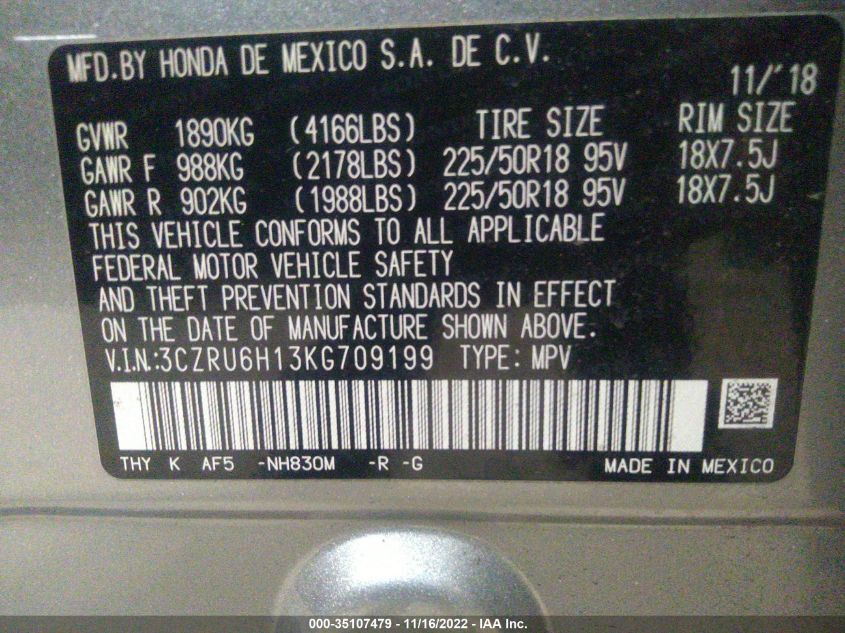 MFD.BY HONDA DE MEXICO S.A. DE C.V.
11/'18
GVWR 1890KG (4166LBS) TIRE SIZE RIM SIZE
GAWR F 988KG (2178LBS) 225/50R18 95V 18X7.5J
GAWR R 902KG (1988LBS) 225/50R18 95V 18X7.5J
THIS VEHICLE CONFORMS TO ALL APPLICABLE
FEDERAL MOTOR VEHICLE SAFETY
AND THEFT PREVENTION STANDARDS IN EFFECT
ON THE DATE OF MANUFACTURE SHOWN ABOVE.
V.I.N.:3CZRU6H13KG709199 TYPE: MPV
THY K AF5 -NH830M -R -G MADE IN MEXICO
000-35107479 - 11/16/2022 - IAA Inc.